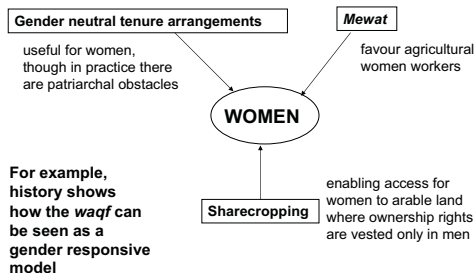 Gender neutral tenure arrangements
useful for women,
though in practice there
are patriarchal obstacles
Mewat
favour agricultural
women workers
WOMEN
For example,
history shows
how the waqf can
be seen as a
gender responsive
model
Sharecropping
enabling access for
women to arable land
where ownership rights
are vested only in men